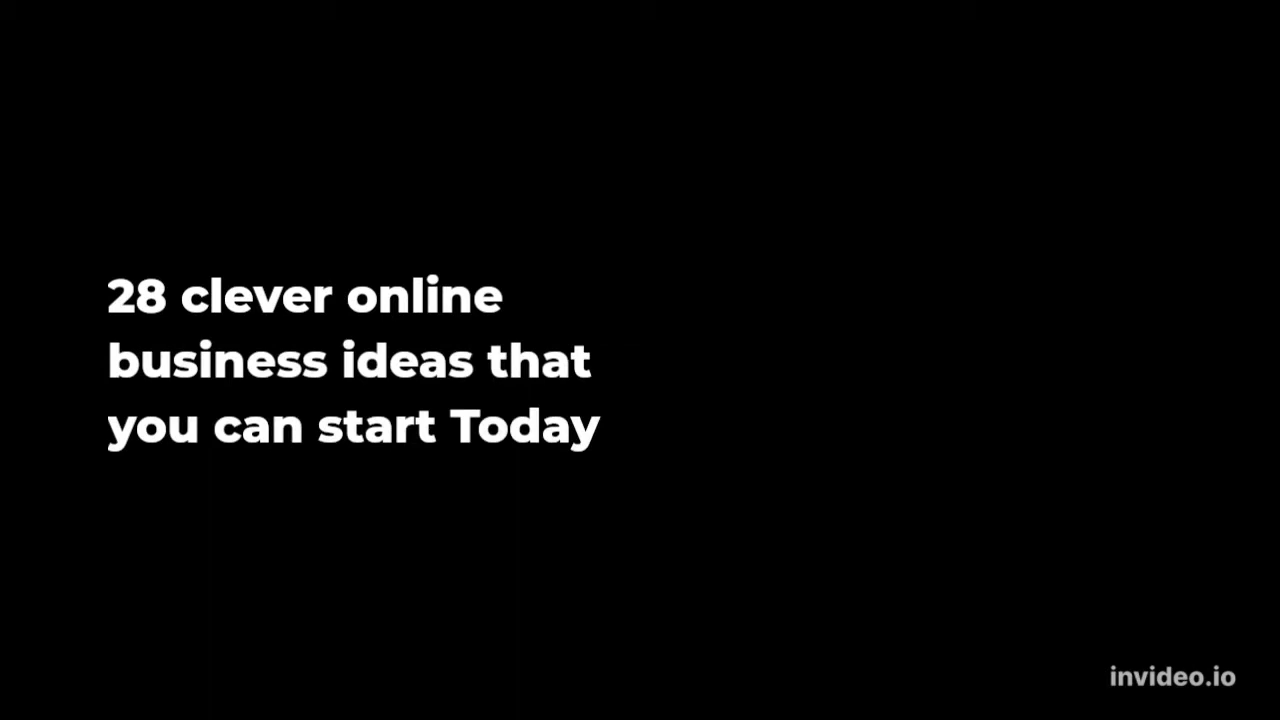 28 clever online
business ideas that
you can start Today
invideo.io